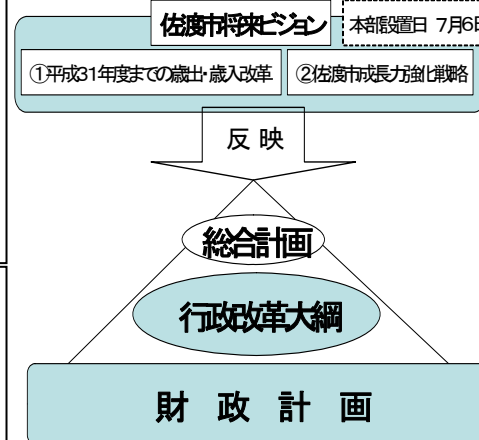 佐渡市将来ビジョン
本部設置日 7月6日
①平成31年度までの歳出・歳入改革
②佐渡市成長力強化戦略
反映
総合計画
行政改革大綱
財政計画